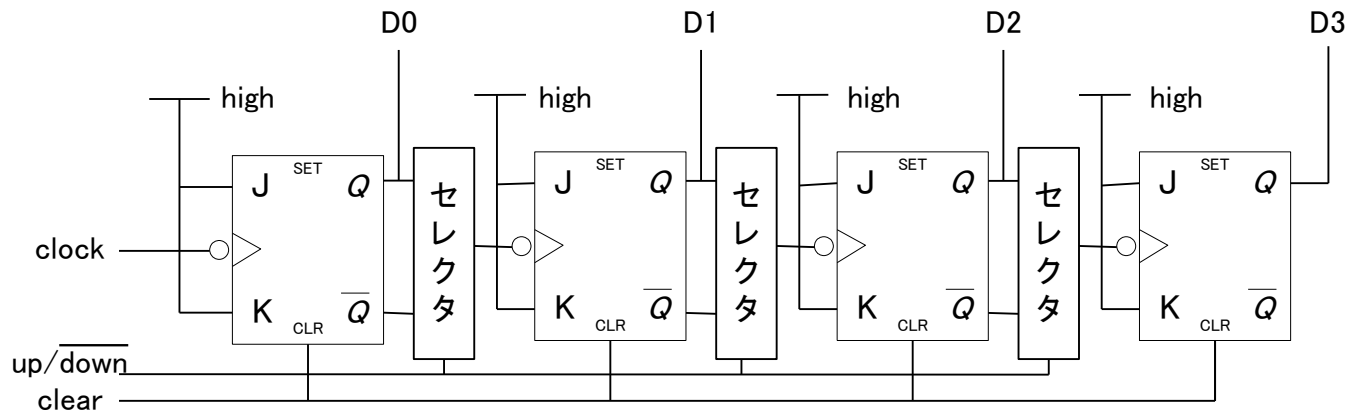 D0 D1 D2 D3
high high high high
SET SET SET SET
J Q セレクタ J Q セレクタ J Q セレクタ J Q
clock
K Q̅ K Q̅ K Q̅ K Q̅
CLR CLR CLR CLR
up/d̅o̅w̅n̅
clear